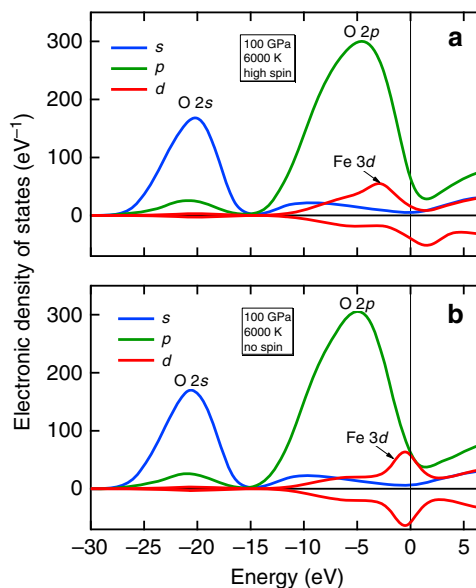 a
300
200
100
0
s
p
d
100 GPa
6000 K
high spin
O 2p
O 2s
Fe 3d
b
300
200
100
0
s
p
d
100 GPa
6000 K
no spin
O 2p
O 2s
Fe 3d
−30 −25 −20 −15 −10 −5 0 5
Energy (eV)
Electronic density of states (eV⁻¹)